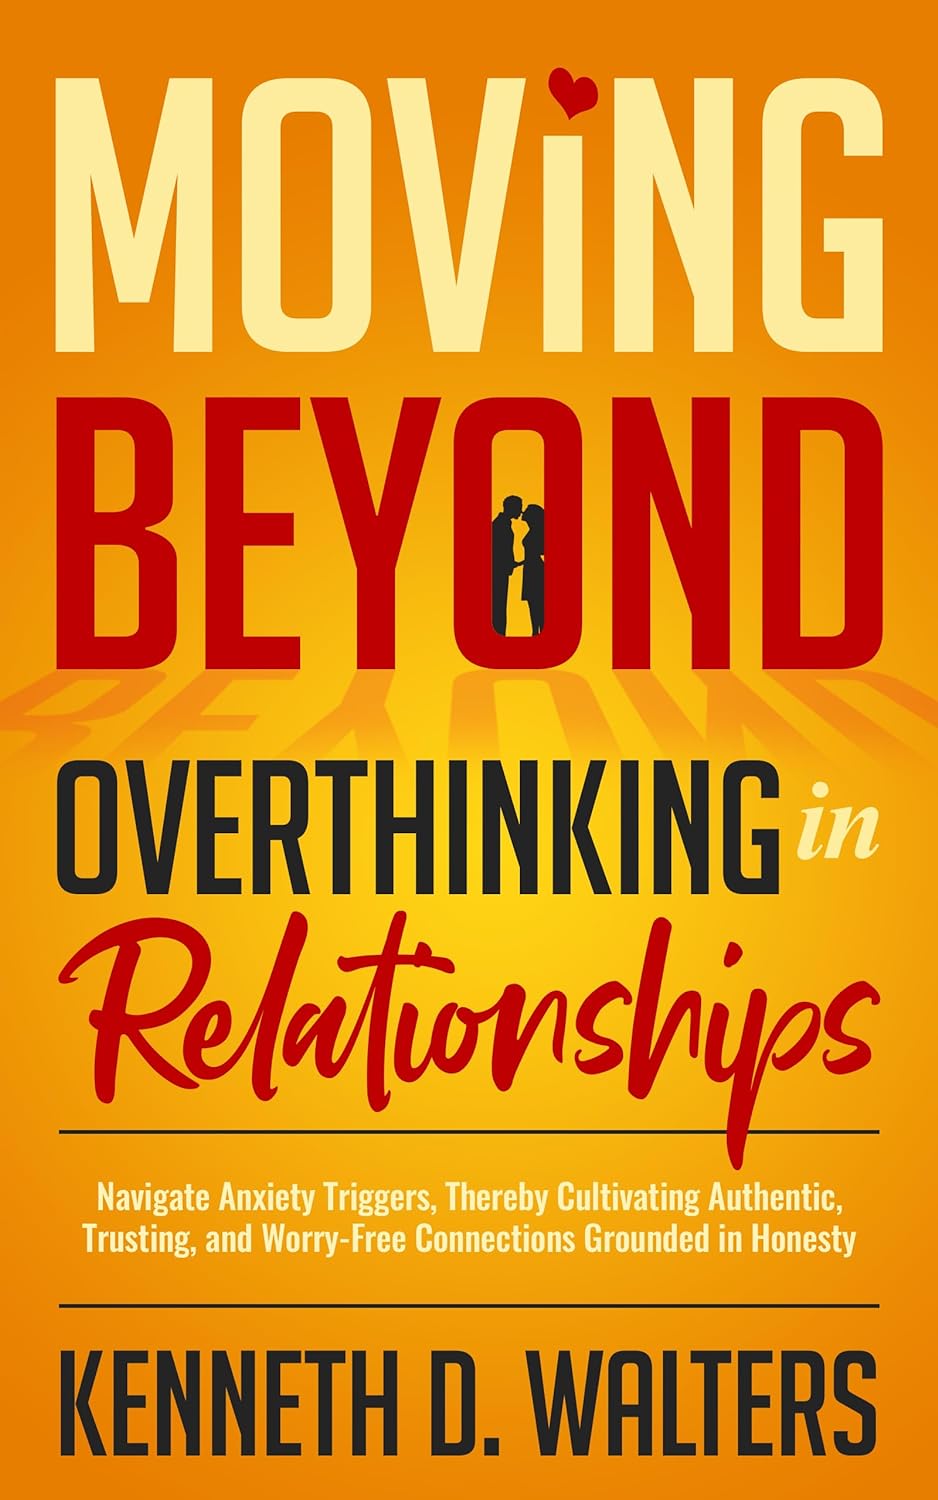 MOViNG
BEYOND
OVERTHINKING in
Relationships
Navigate Anxiety Triggers, Thereby Cultivating Authentic,
Trusting, and Worry-Free Connections Grounded in Honesty
KENNETH D. WALTERS